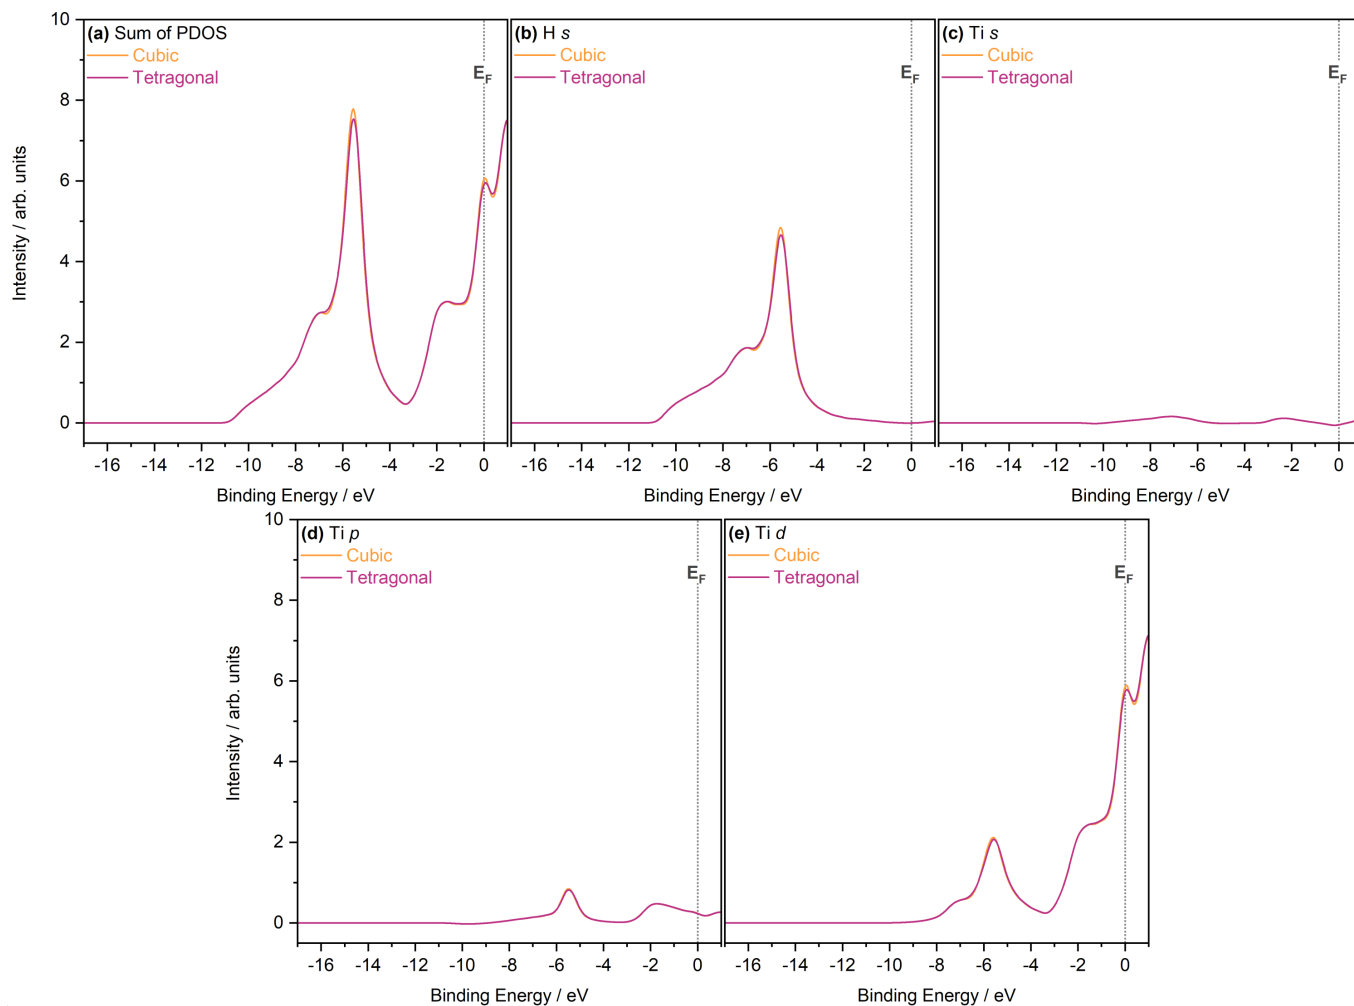 (a) Sum of PDOS
Cubic
Tetragonal
E_F
10
8
6
4
2
0
Intensity / arb. units
-16 -14 -12 -10 -8 -6 -4 -2 0
Binding Energy / eV
(b) H s
Cubic
Tetragonal
E_F
-16 -14 -12 -10 -8 -6 -4 -2 0
Binding Energy / eV
(c) Ti s
Cubic
Tetragonal
E_F
-16 -14 -12 -10 -8 -6 -4 -2 0
Binding Energy / eV
(d) Ti p
Cubic
Tetragonal
E_F
10
8
6
4
2
0
Intensity / arb. units
-16 -14 -12 -10 -8 -6 -4 -2 0
Binding Energy / eV
(e) Ti d
Cubic
Tetragonal
E_F
-16 -14 -12 -10 -8 -6 -4 -2 0
Binding Energy / eV